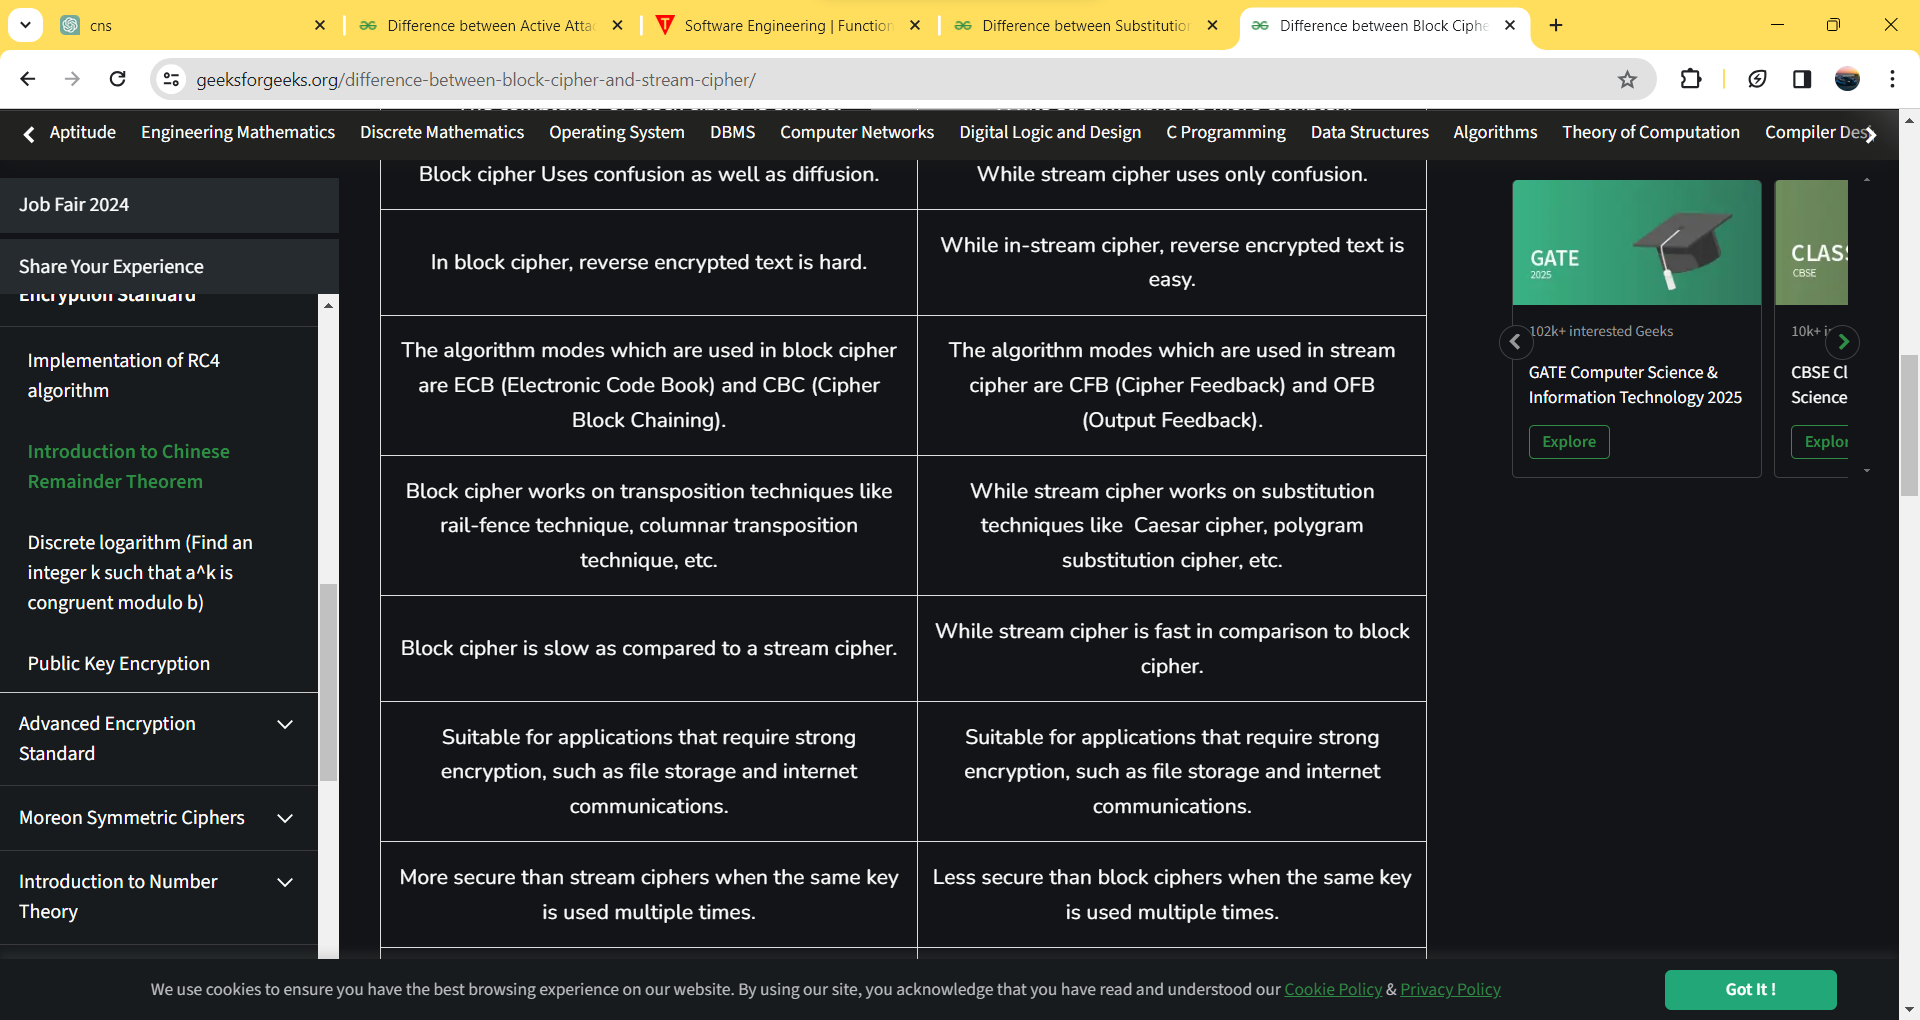 cns
Difference between Active Atta
Software Engineering | Function
Difference between Substitution
Difference between Block Ciphe
geeksforgeeks.org/difference-between-block-cipher-and-stream-cipher/
Aptitude Engineering Mathematics Discrete Mathematics Operating System DBMS Computer Networks Digital Logic and Design C Programming Data Structures Algorithms Theory of Computation Compiler Des
Job Fair 2024
Share Your Experience
Encryption Standard
Implementation of RC4
algorithm
Introduction to Chinese
Remainder Theorem
Discrete logarithm (Find an
integer k such that a^k is
congruent modulo b)
Public Key Encryption
Advanced Encryption
Standard
Moreon Symmetric Ciphers
Introduction to Number
Theory
Block cipher Uses confusion as well as diffusion.
While stream cipher uses only confusion.
In block cipher, reverse encrypted text is hard.
While in-stream cipher, reverse encrypted text is
easy.
The algorithm modes which are used in block cipher
are ECB (Electronic Code Book) and CBC (Cipher
Block Chaining).
The algorithm modes which are used in stream
cipher are CFB (Cipher Feedback) and OFB
(Output Feedback).
Block cipher works on transposition techniques like
rail-fence technique, columnar transposition
technique, etc.
While stream cipher works on substitution
techniques like Caesar cipher, polygram
substitution cipher, etc.
Block cipher is slow as compared to a stream cipher.
While stream cipher is fast in comparison to block
cipher.
Suitable for applications that require strong
encryption, such as file storage and internet
communications.
Suitable for applications that require strong
encryption, such as file storage and internet
communications.
More secure than stream ciphers when the same key
is used multiple times.
Less secure than block ciphers when the same key
is used multiple times.
GATE
2025
102k+ interested Geeks
GATE Computer Science &
Information Technology 2025
Explore
CLASS
CBSE
10k+ i
CBSE Cl
Science
Explor
We use cookies to ensure you have the best browsing experience on our website. By using our site, you acknowledge that you have read and understood our Cookie Policy & Privacy Policy
Got It !